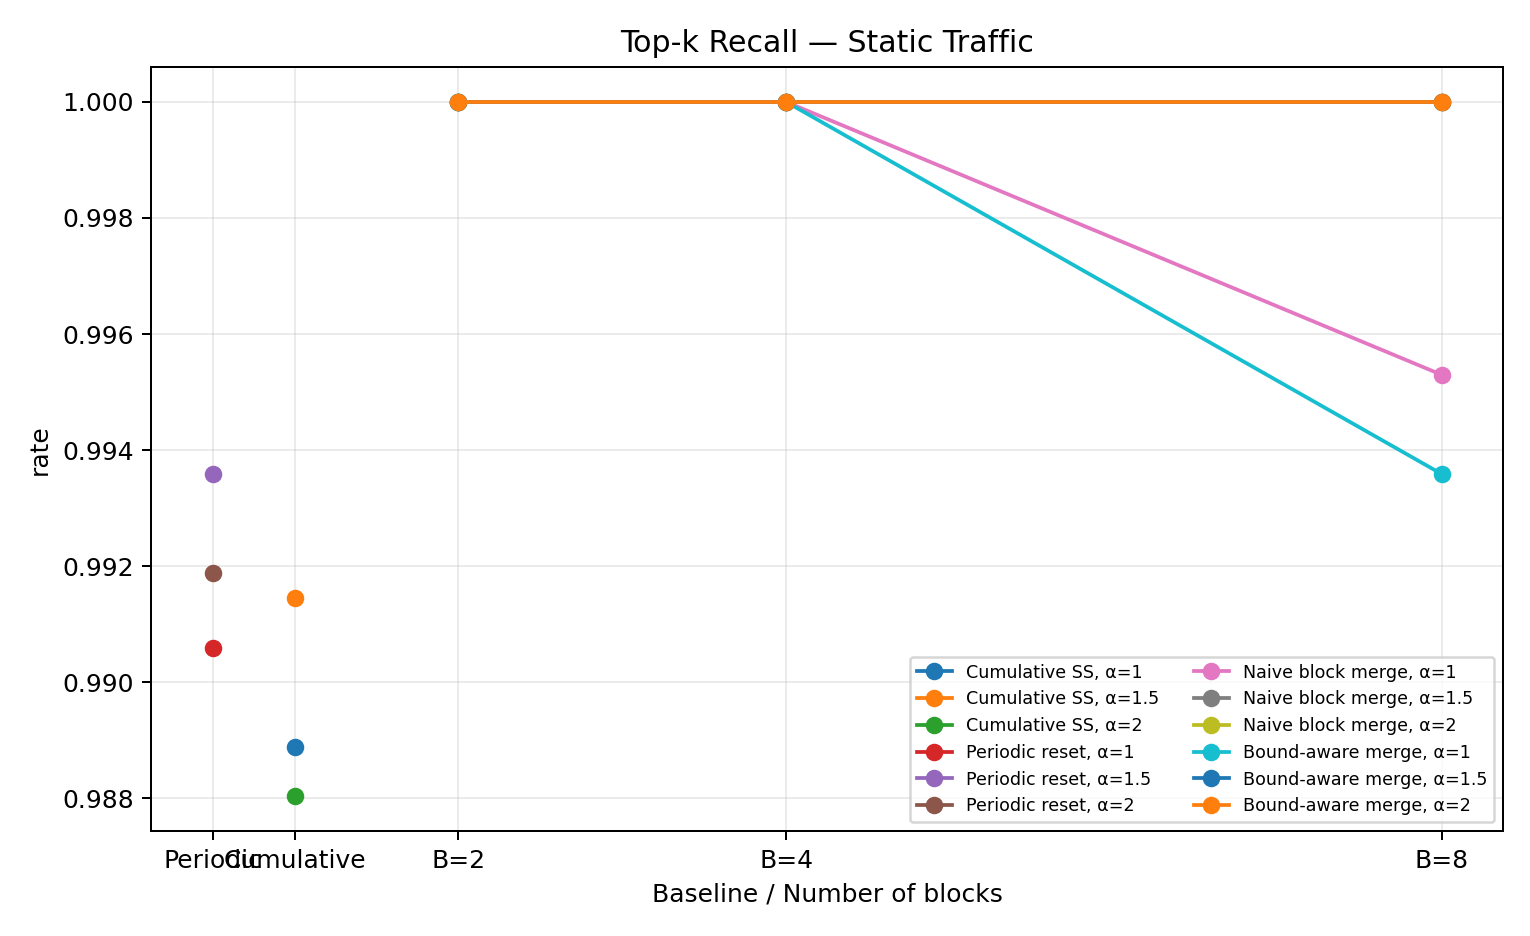 Top-k Recall — Static Traffic
1.000
0.998
0.996
0.994
0.992
0.990
0.988
rate
Periodic
Cumulative
B=2
B=4
B=8
Baseline / Number of blocks
Cumulative SS, α=1
Cumulative SS, α=1.5
Cumulative SS, α=2
Periodic reset, α=1
Periodic reset, α=1.5
Periodic reset, α=2
Naive block merge, α=1
Naive block merge, α=1.5
Naive block merge, α=2
Bound-aware merge, α=1
Bound-aware merge, α=1.5
Bound-aware merge, α=2